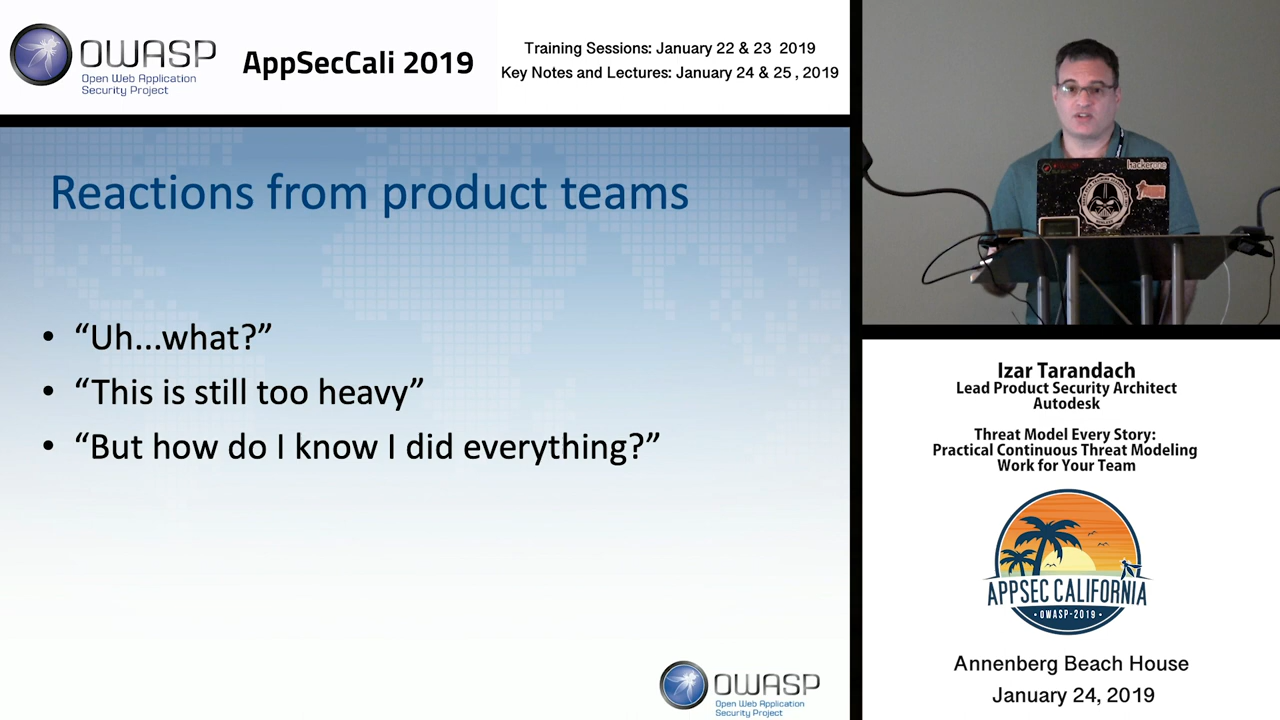 OWASP
Open Web Application
Security Project
AppSecCali 2019
Training Sessions: January 22 & 23 2019
Key Notes and Lectures: January 24 & 25 , 2019
Reactions from product teams
• “Uh...what?”
• “This is still too heavy”
• “But how do I know I did everything?”
OWASP
Open Web Application
Security Project
hackerone
Izar Tarandach
Lead Product Security Architect
Autodesk
Threat Model Every Story:
Practical Continuous Threat Modeling
Work for Your Team
APPSEC CALIFORNIA
· OWASP-2019 ·
Annenberg Beach House
January 24, 2019